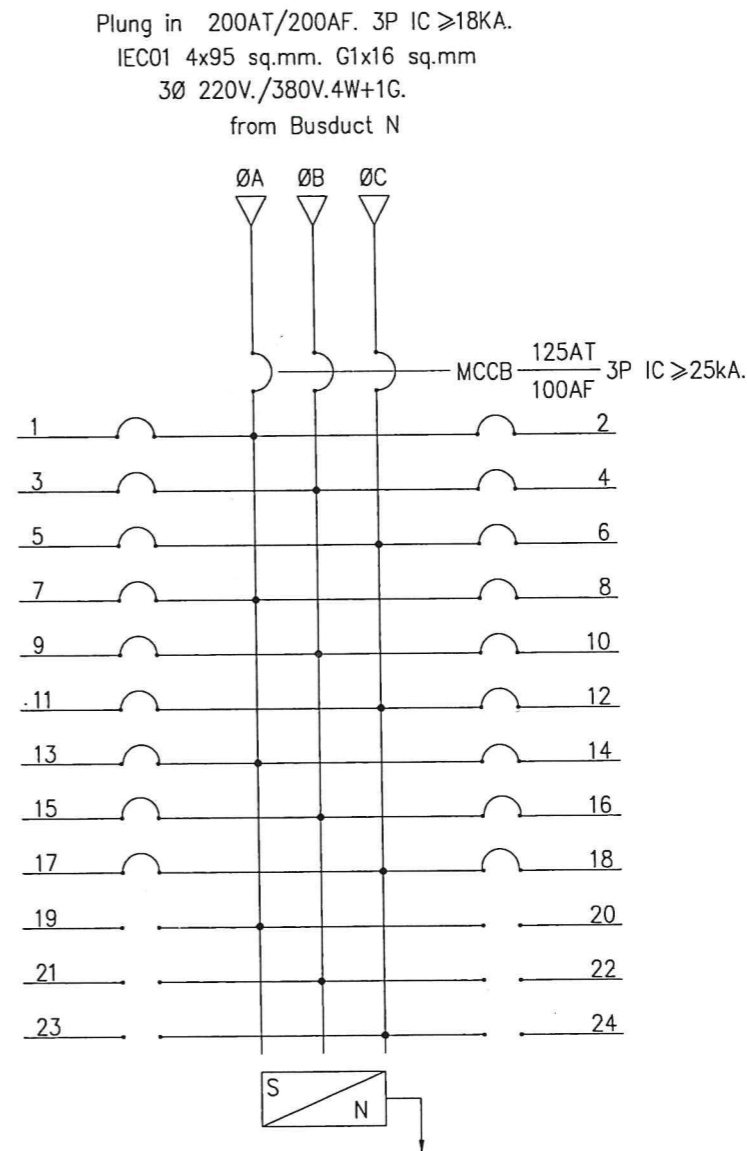 Plung in 200AT/200AF. 3P IC ⩾18KA.
IEC01 4x95 sq.mm. G1x16 sq.mm
3Ø 220V./380V.4W+1G.
from Busduct N
ØA ØB ØC
MCCB 125AT/100AF 3P IC ⩾25kA.
1 2
3 4
5 6
7 8
9 10
11 12
13 14
15 16
17 18
19 20
21 22
23 24
S
N